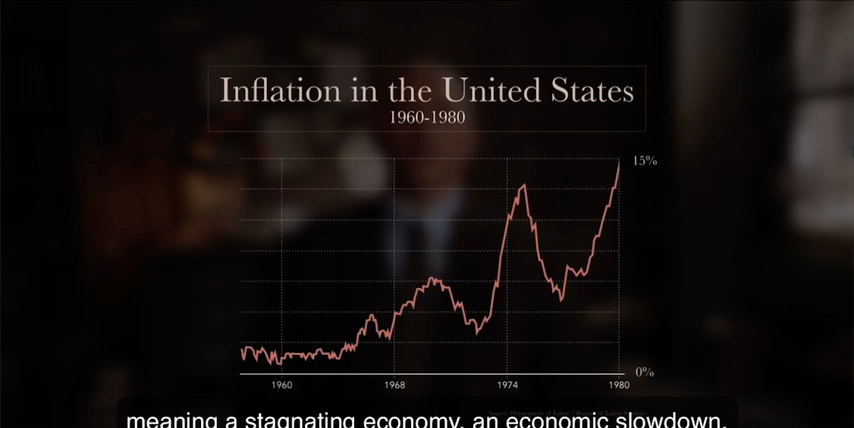 Inflation in the United States
1960-1980
15%
0%
1960 1968 1974 1980
meaning a stagnating economy, an economic slowdown,